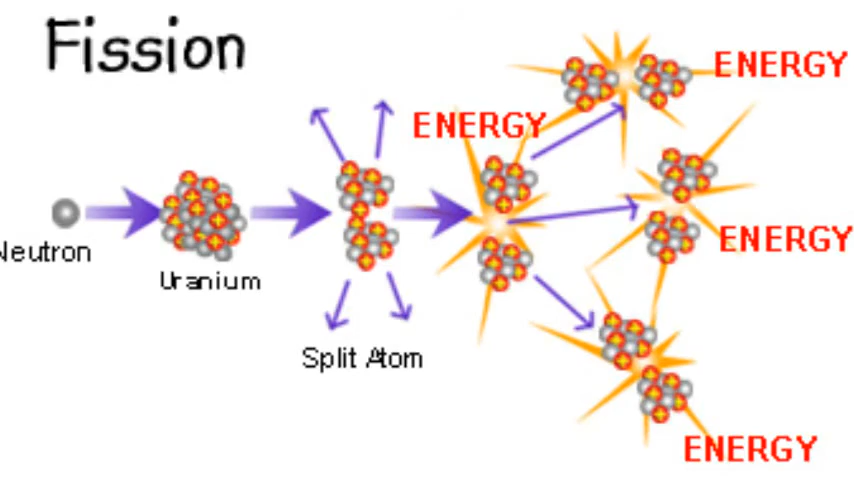 Fission
ENERGY
ENERGY
Neutron
Uranium
ENERGY
Split Atom
ENERGY